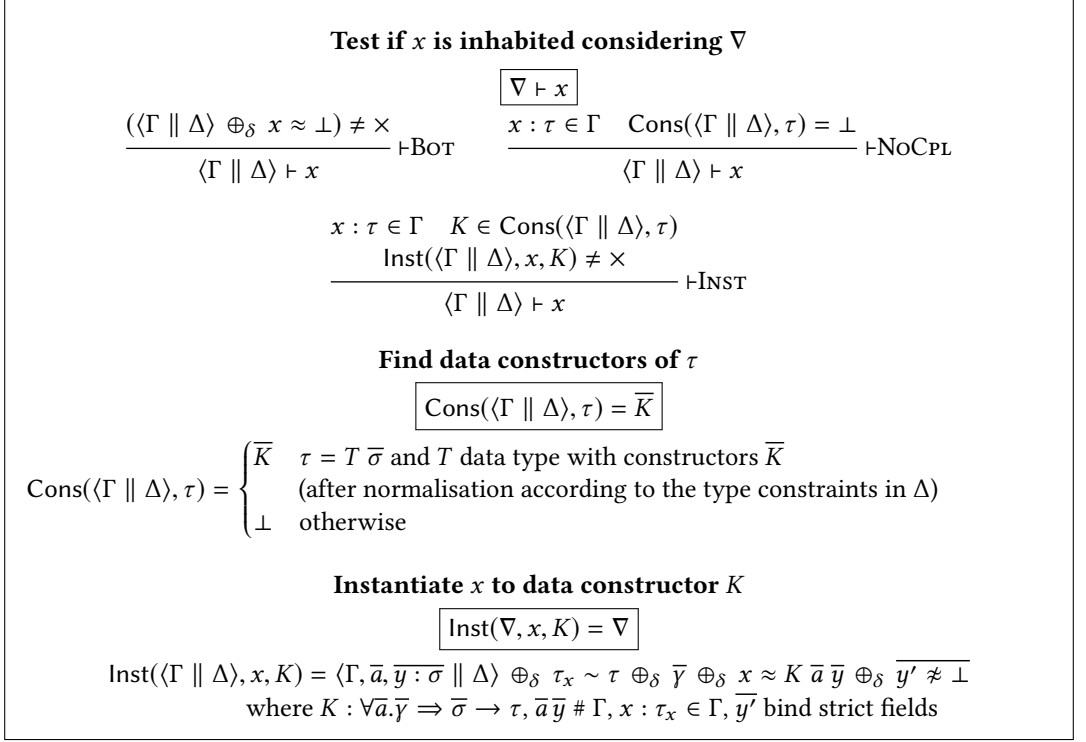 Test if x is inhabited considering ∇
∇ ⊢ x
(⟨Γ ∥ Δ⟩ ⊕δ x ≈ ⊥) ≠ ×
⟨Γ ∥ Δ⟩ ⊢ x
⊢Bot
x : τ ∈ Γ Cons(⟨Γ ∥ Δ⟩, τ) = ⊥
⟨Γ ∥ Δ⟩ ⊢ x
⊢NoCpl
x : τ ∈ Γ K ∈ Cons(⟨Γ ∥ Δ⟩, τ)
Inst(⟨Γ ∥ Δ⟩, x, K) ≠ ×
⟨Γ ∥ Δ⟩ ⊢ x
⊢Inst
Find data constructors of τ
Cons(⟨Γ ∥ Δ⟩, τ) = K̅
Cons(⟨Γ ∥ Δ⟩, τ) = { K̅ τ = T σ̅ and T data type with constructors K̅
(after normalisation according to the type constraints in Δ)
⊥ otherwise
Instantiate x to data constructor K
Inst(∇, x, K) = ∇
Inst(⟨Γ ∥ Δ⟩, x, K) = ⟨Γ, a̅, y̅ ̅:̅ ̅σ̅ ∥ Δ⟩ ⊕δ τₓ ∼ τ ⊕δ γ̅ ⊕δ x ≈ K a̅ y̅ ⊕δ y̅′̅ ̅≉̅ ̅⊥̅
where K : ∀a̅.γ̅ ⇒ σ̅ → τ, a̅ y̅ # Γ, x : τₓ ∈ Γ, y̅′̅ bind strict fields